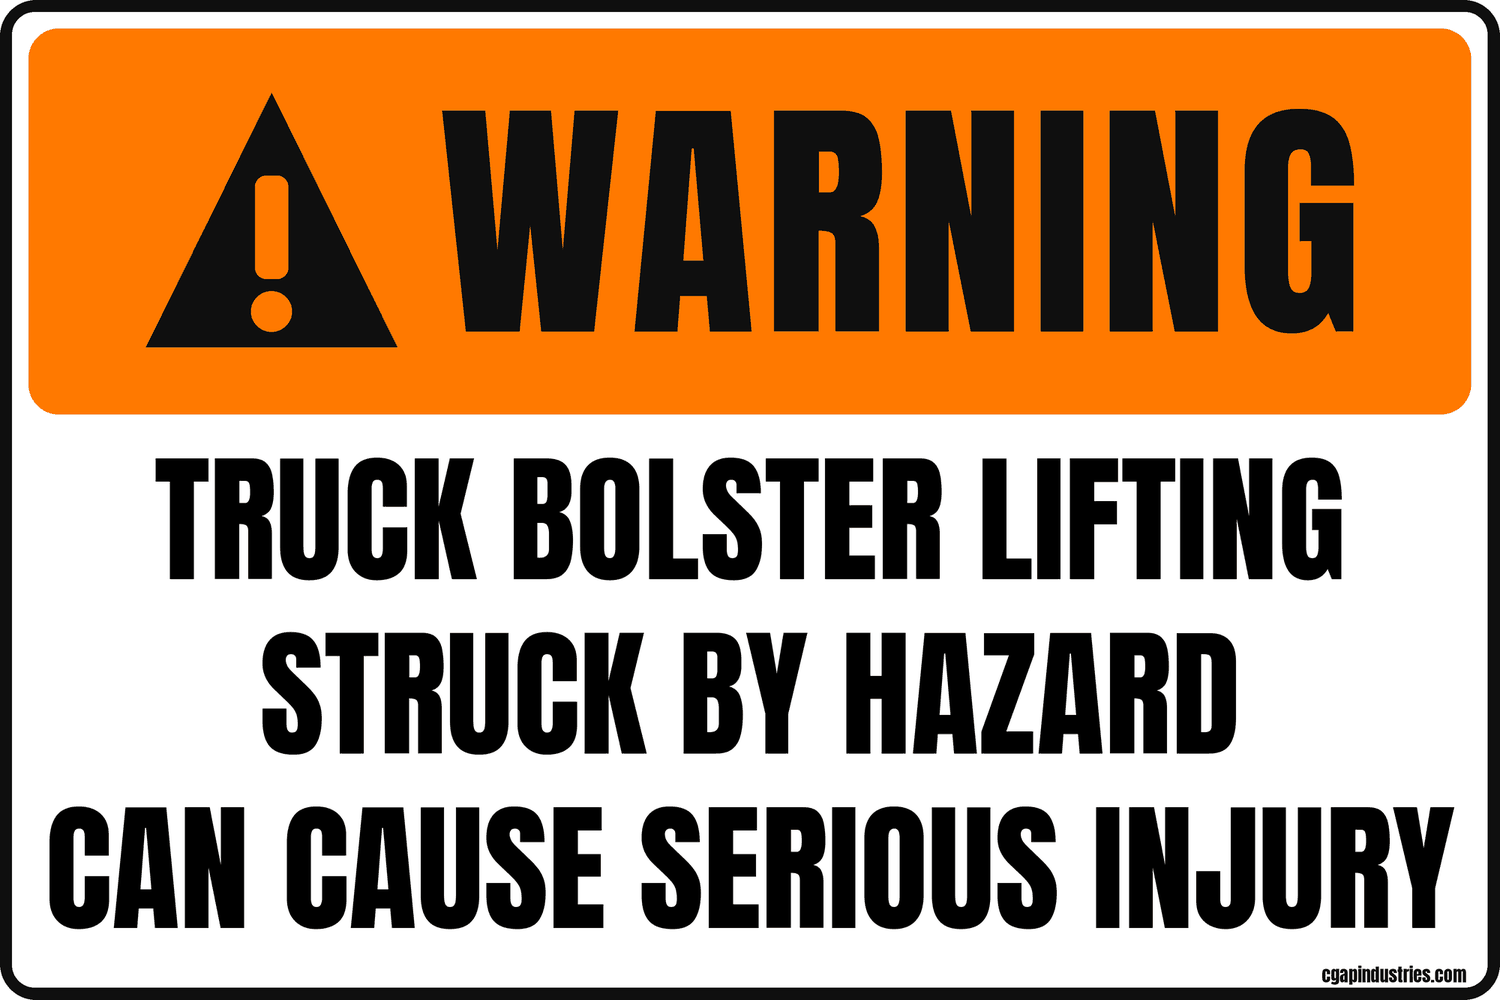 WARNING
TRUCK BOLSTER LIFTING
STRUCK BY HAZARD
CAN CAUSE SERIOUS INJURY
cgapindustries.com